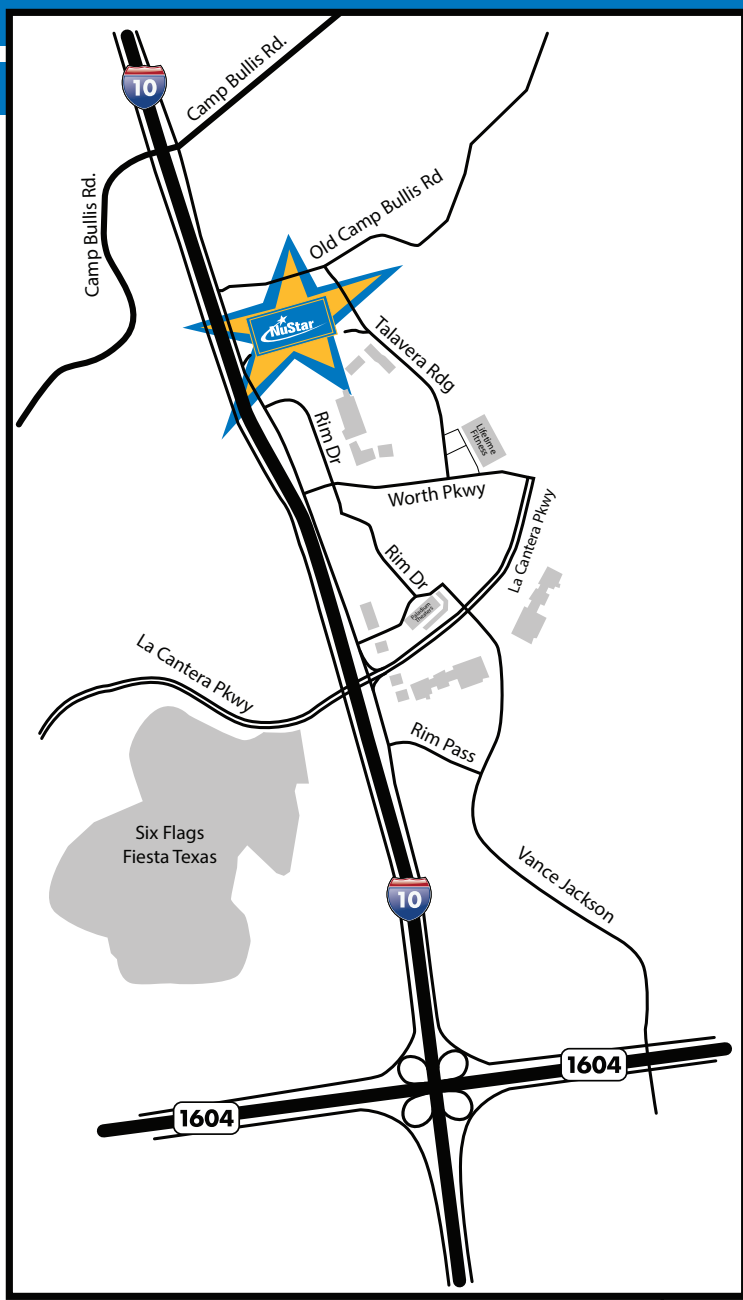 Camp Bullis Rd.
10
Camp Bullis Rd.
Old Camp Bullis Rd
NuStar
Talavera Rdg
Rim Dr
Lifetime
Fitness
Worth Pkwy
La Cantera Pkwy
Rim Dr
Palladium
Theaters
La Cantera Pkwy
Rim Pass
Six Flags
Fiesta Texas
Vance Jackson
10
1604
1604